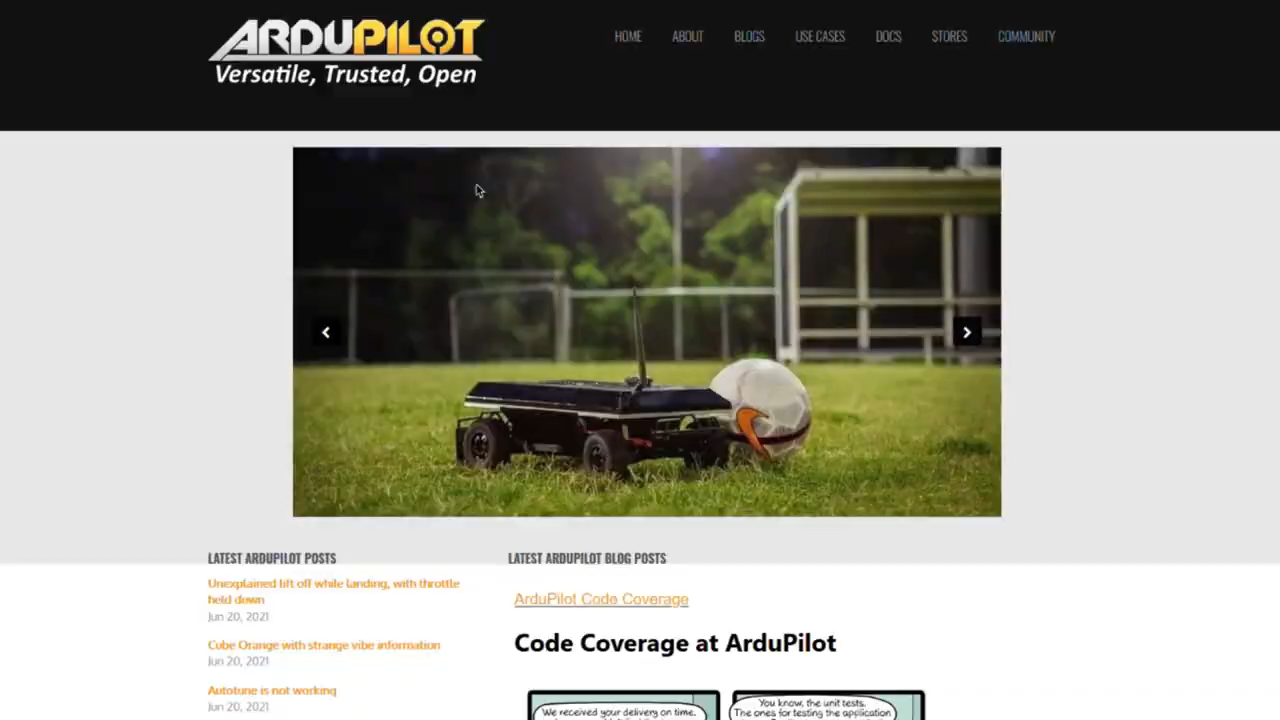 ARDUPILOT
Versatile, Trusted, Open
HOME ABOUT BLOGS USE CASES DOCS STORES COMMUNITY
LATEST ARDUPILOT POSTS
Unexplained lift off while landing, with throttle
held down
Jun 20, 2021
Cube Orange with strange vibe information
Jun 20, 2021
Autotune is not working
Jun 20, 2021
LATEST ARDUPILOT BLOG POSTS
ArduPilot Code Coverage
Code Coverage at ArduPilot
We received your delivery on time.
You know, the unit tests.
The ones for testing the application